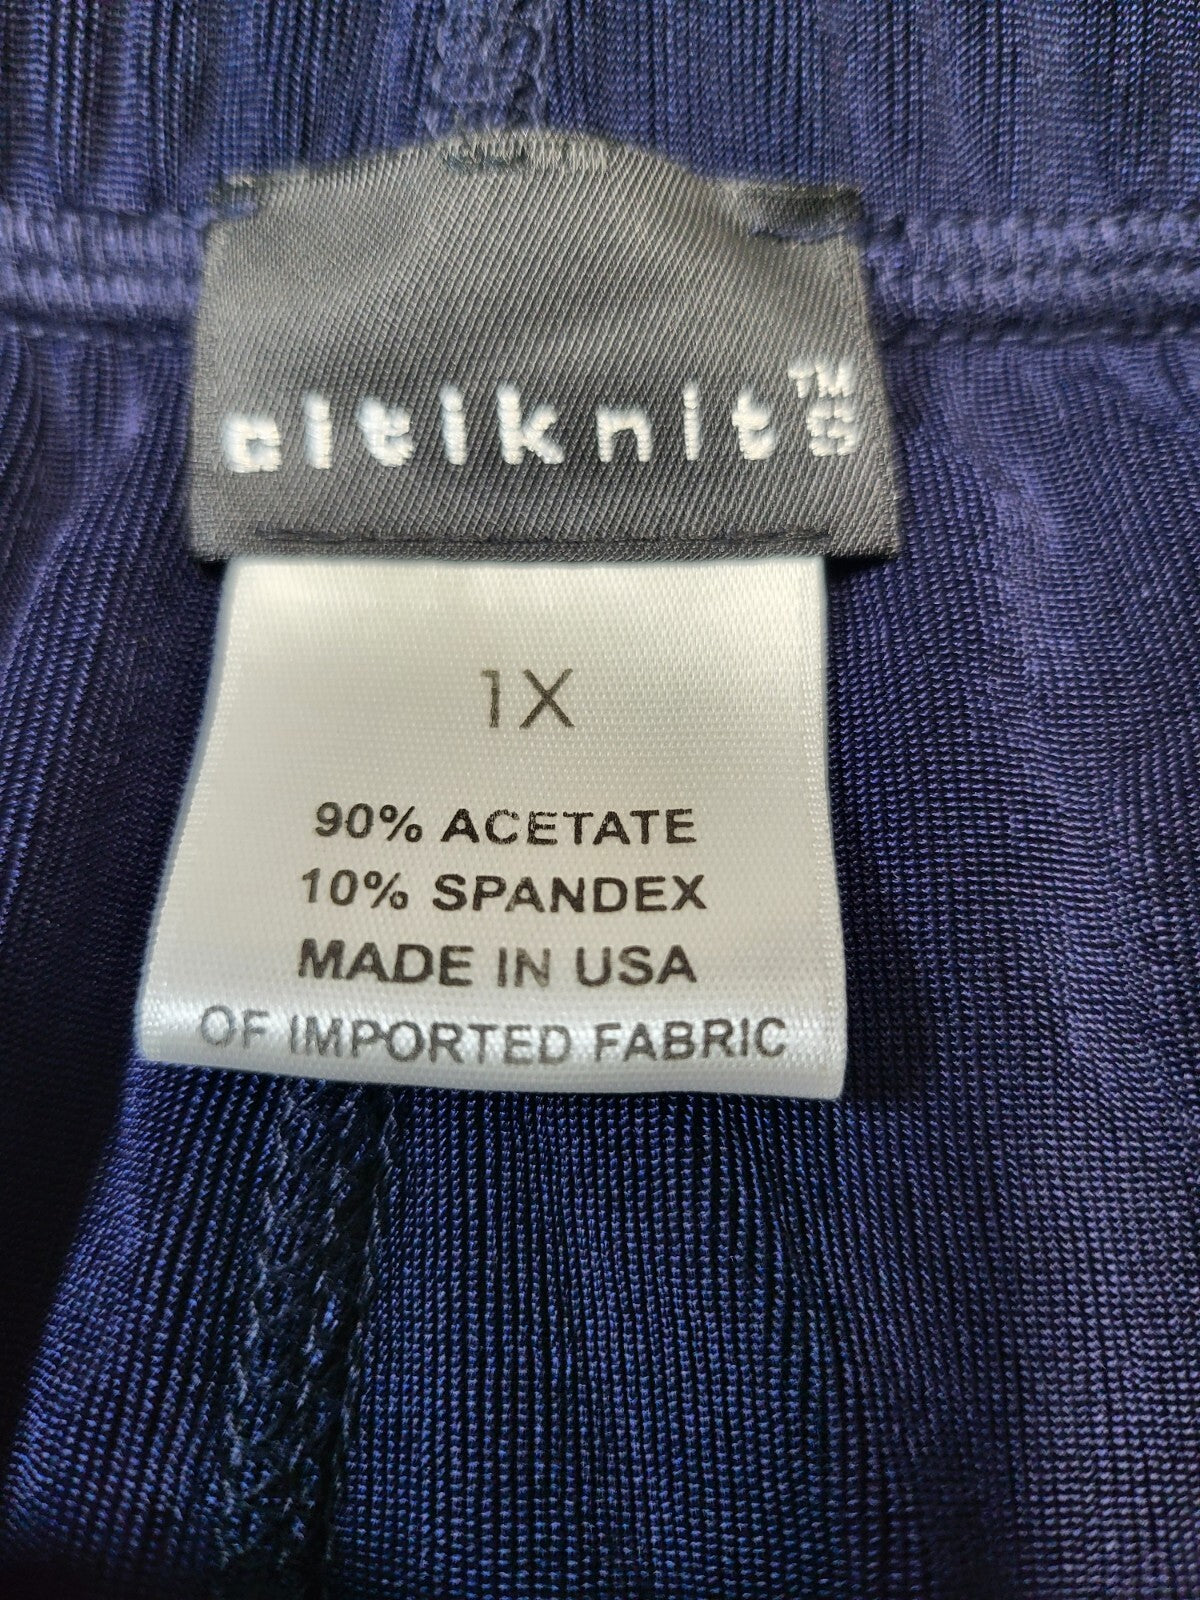 citiknits™
1X
90% ACETATE
10% SPANDEX
MADE IN USA
OF IMPORTED FABRIC